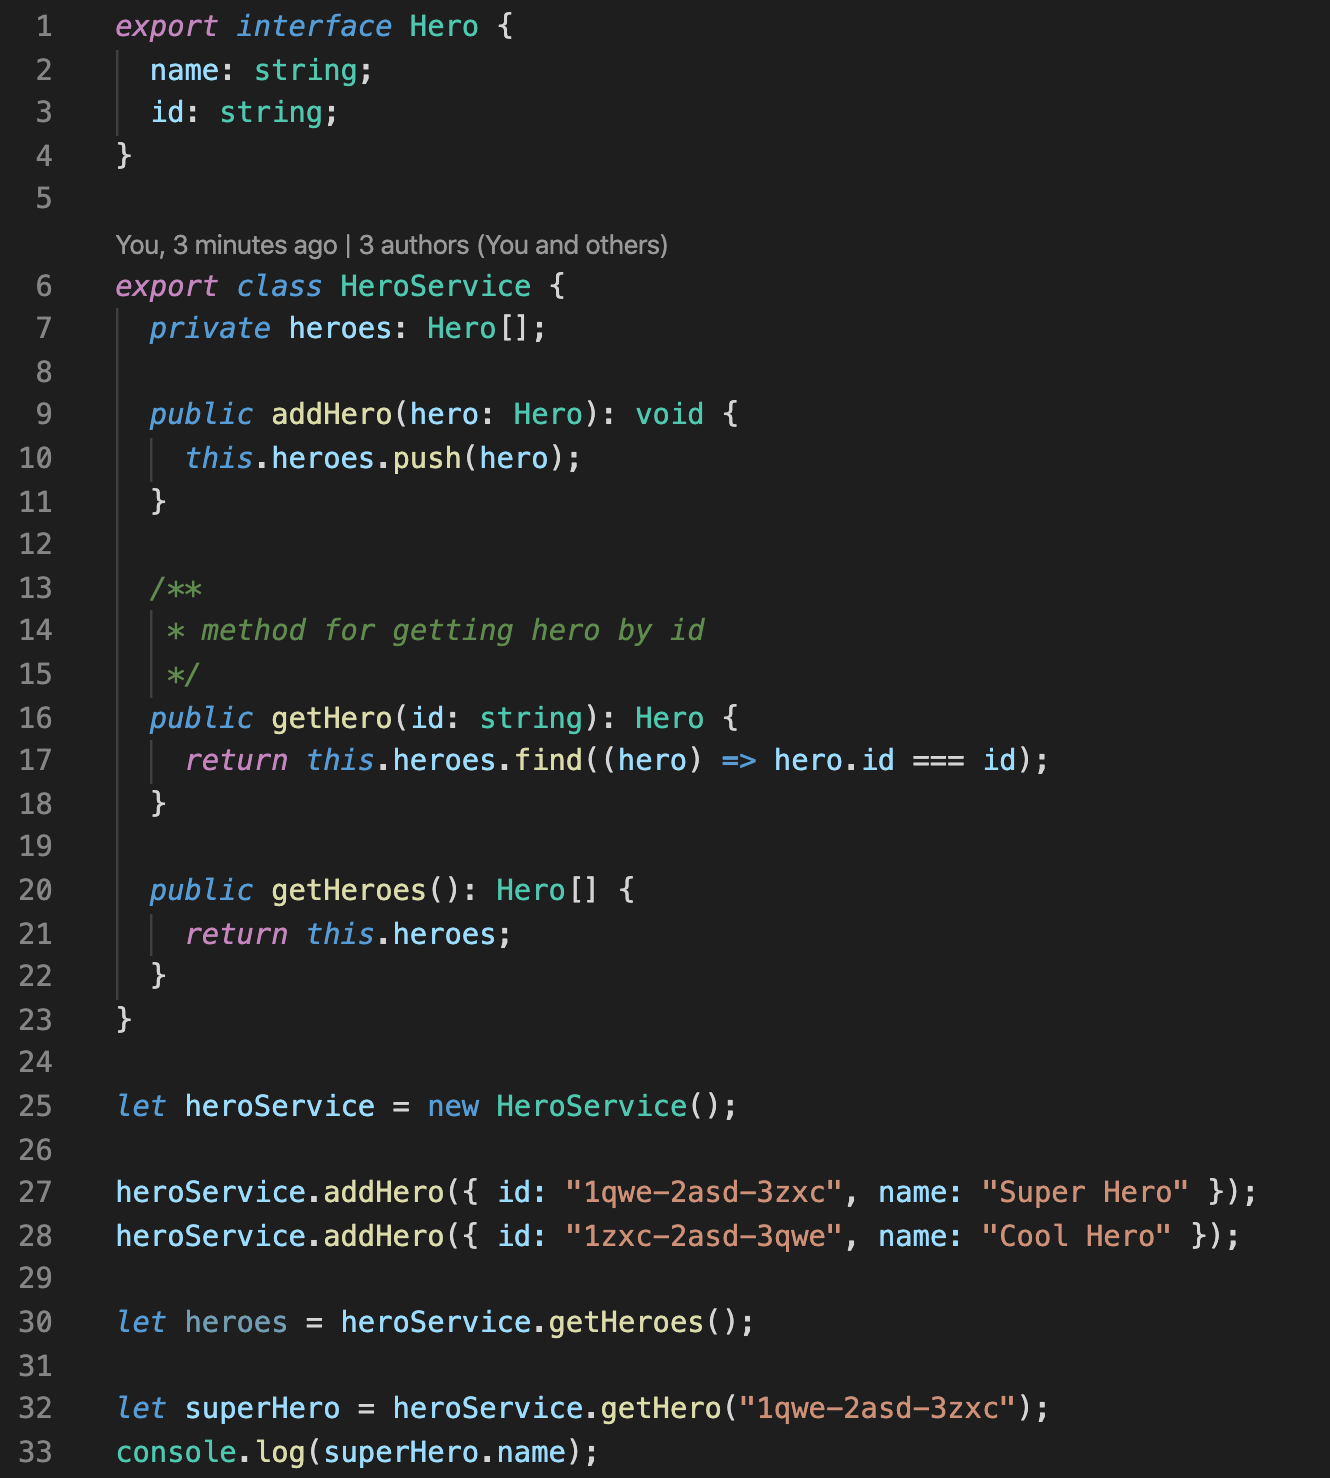 1 export interface Hero {
2 name: string;
3 id: string;
4 }
5
You, 3 minutes ago | 3 authors (You and others)
6 export class HeroService {
7 private heroes: Hero[];
8
9 public addHero(hero: Hero): void {
10 this.heroes.push(hero);
11 }
12
13 /**
14 * method for getting hero by id
15 */
16 public getHero(id: string): Hero {
17 return this.heroes.find((hero) => hero.id === id);
18 }
19
20 public getHeroes(): Hero[] {
21 return this.heroes;
22 }
23 }
24
25 let heroService = new HeroService();
26
27 heroService.addHero({ id: "1qwe-2asd-3zxc", name: "Super Hero" });
28 heroService.addHero({ id: "1zxc-2asd-3qwe", name: "Cool Hero" });
29
30 let heroes = heroService.getHeroes();
31
32 let superHero = heroService.getHero("1qwe-2asd-3zxc");
33 console.log(superHero.name);